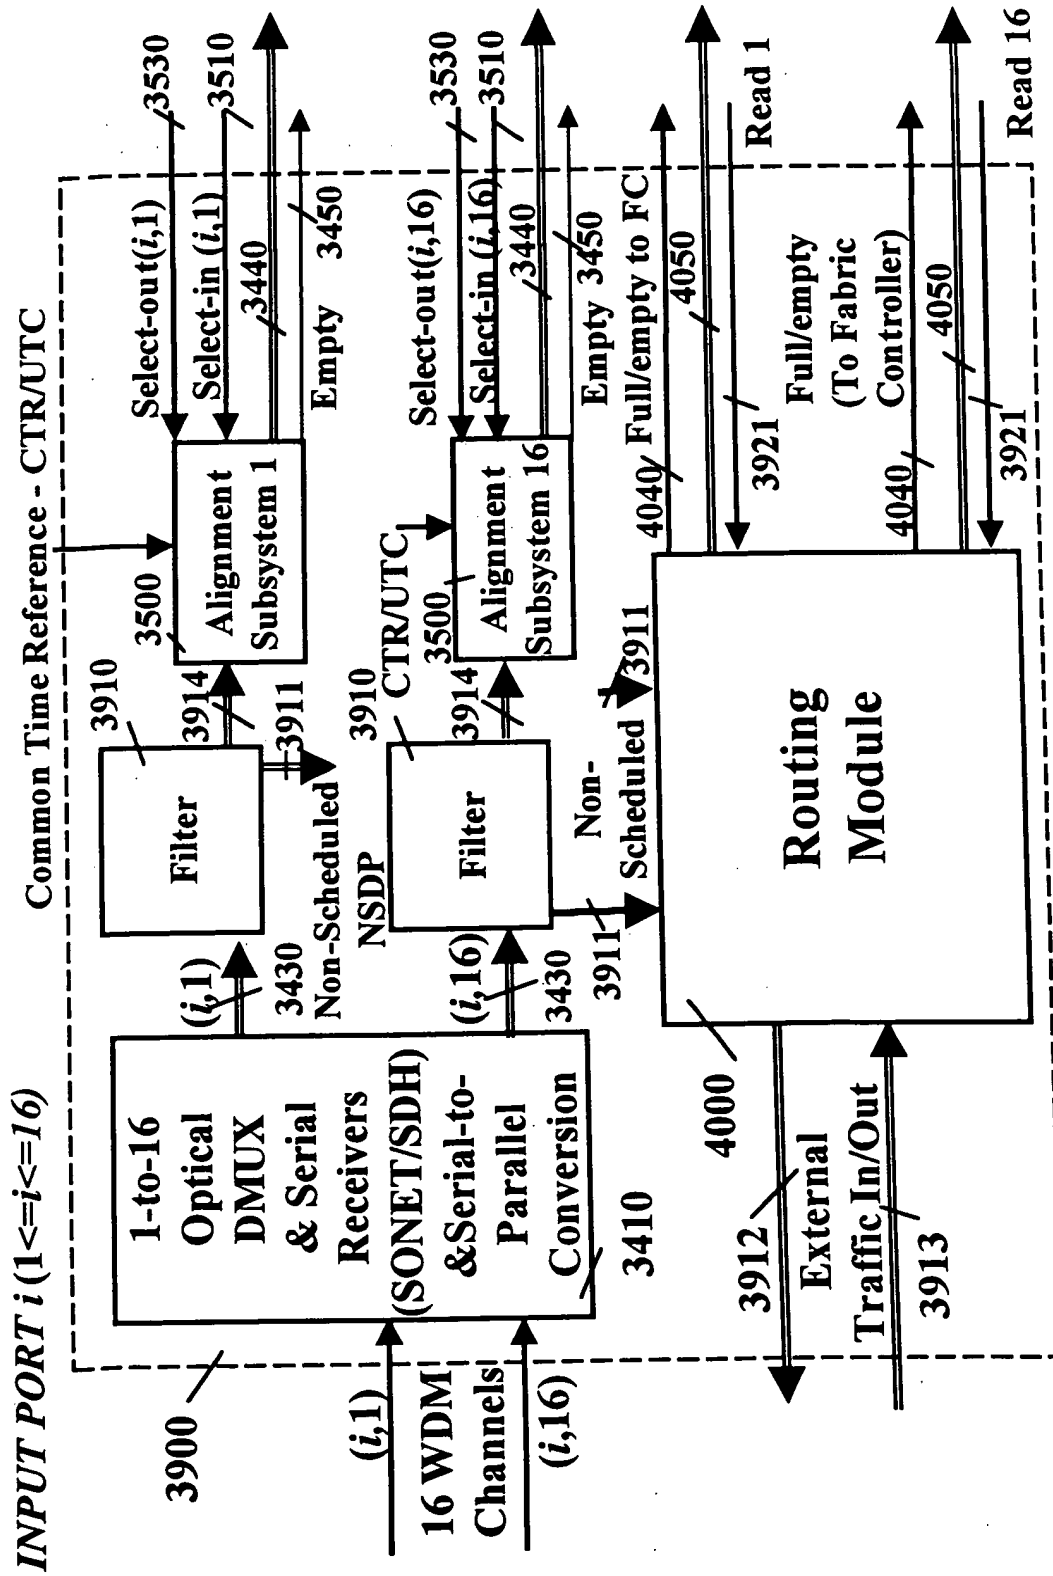 INPUT PORT i (1<=i<=16)
Common Time Reference - CTR/UTC
3900
(i,1)
16 WDM
Channels
(i,16)
1-to-16
Optical
DMUX
& Serial
Receivers
(SONET/SDH)
&Serial-to-
Parallel
Conversion
3410
(i,1)
3430
(i,16)
3430
Filter
3910
3914
3911
Non-Scheduled
NSDP
Filter
3910
3914
3911
Non-
Scheduled
3911
3500
Alignment
Subsystem 1
CTR/UTC
3500
Alignment
Subsystem 16
Select-out(i,1)
3530
Select-in (i,1)
3510
3440
Empty
3450
Select-out(i,16)
3530
Select-in (i,16)
3510
3440
Empty
3450
4000
Routing
Module
3912
External
Traffic In/Out
3913
4040
Full/empty to FC
4050
3921
Read 1
Full/empty
(To Fabric
Controller)
4040
4050
3921
Read 16